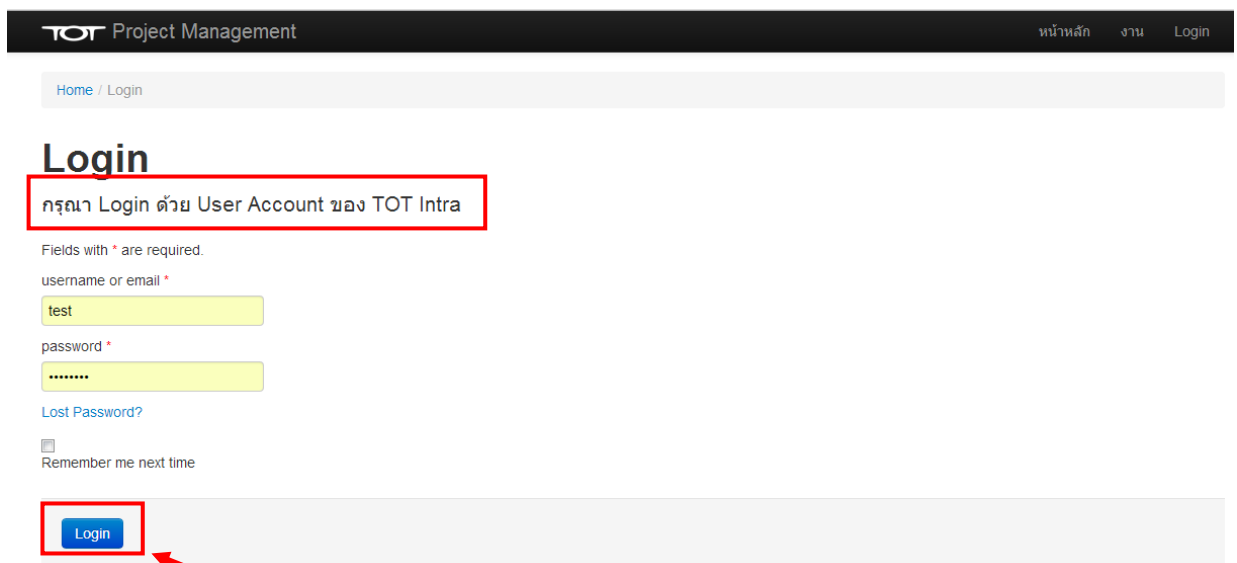 TOT Project Management หน้าหลัก งาน Login
Home / Login
Login
กรุณา Login ด้วย User Account ของ TOT Intra
Fields with * are required.
username or email *
test
password *
••••••••
Lost Password?
Remember me next time
Login